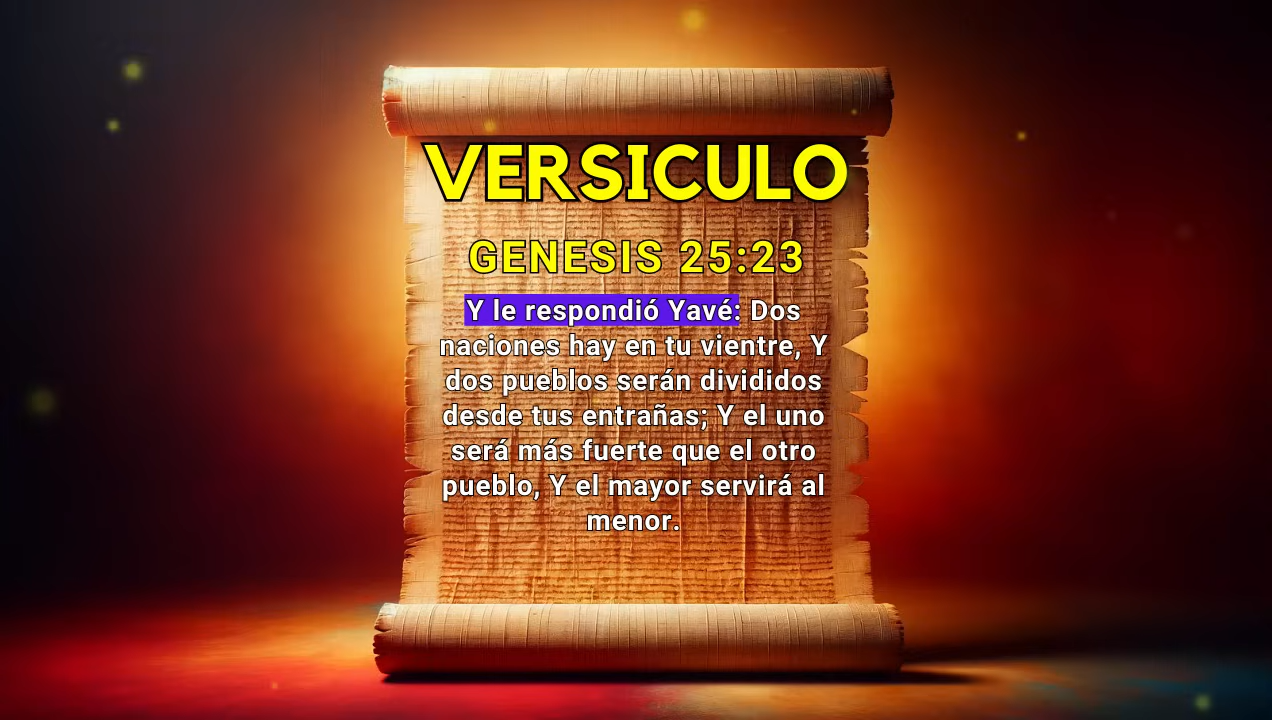 VERSICULO
GENESIS 25:23
Y le respondió Yavé: Dos
naciones hay en tu vientre, Y
dos pueblos serán divididos
desde tus entrañas; Y el uno
será más fuerte que el otro
pueblo, Y el mayor servirá al
menor.